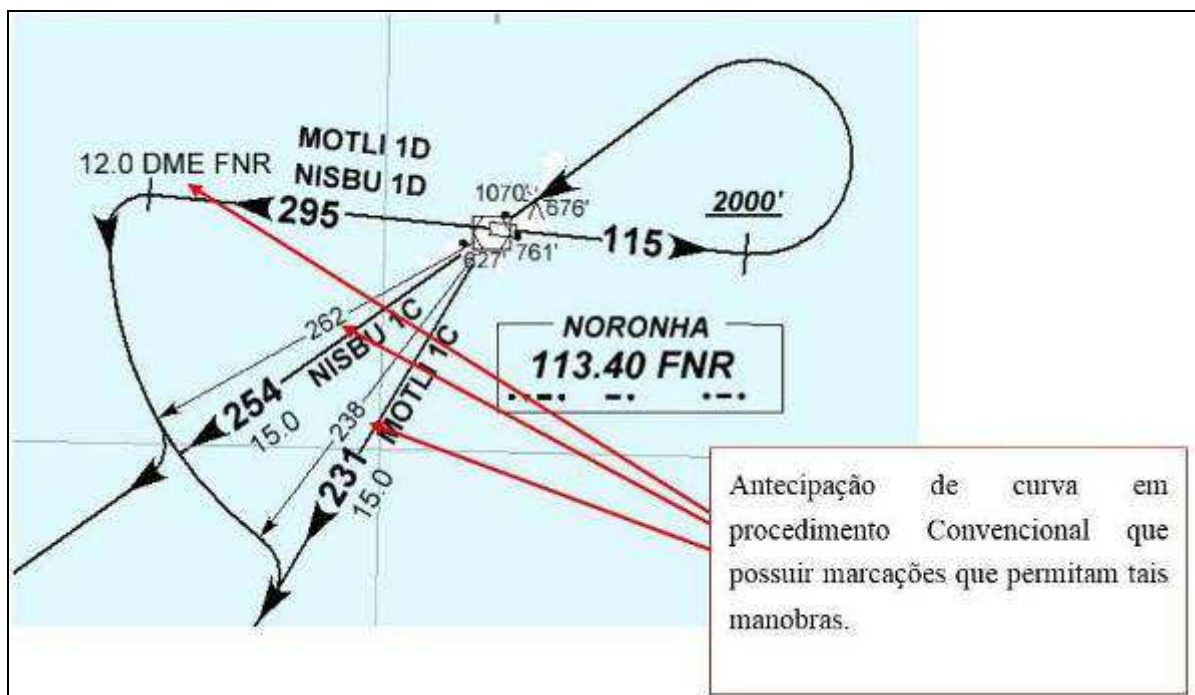 MOTLI 1D
NISBU 1D
12.0 DME FNR
295
1070'
676'
2000'
115
761'
627'
262
NISBU 1C
254
15.0
238
MOTLI 1C
231
15.0
NORONHA
113.40 FNR
Antecipação de curva em
procedimento Convencional que
possuir marcações que permitam tais
manobras.